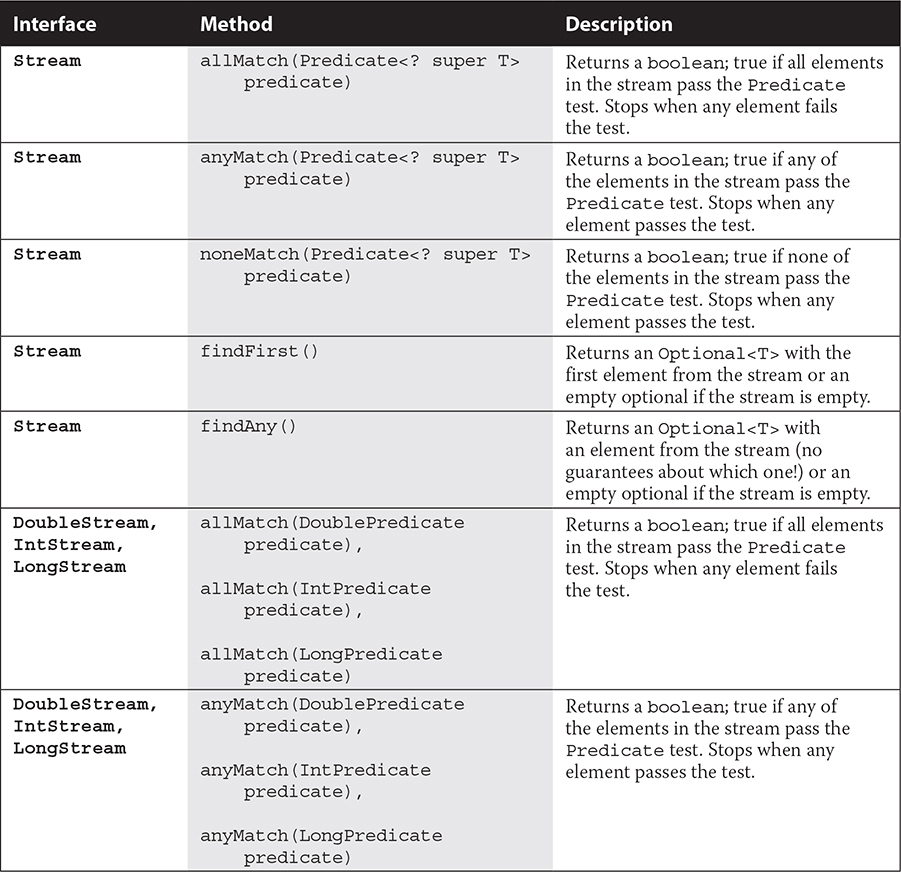 Interface Method Description
Stream allMatch(Predicate<? super T> Returns a boolean; true if all elements
predicate) in the stream pass the Predicate
test. Stops when any element fails
the test.
Stream anyMatch(Predicate<? super T> Returns a boolean; true if any of
predicate) the elements in the stream pass the
Predicate test. Stops when any
element passes the test.
Stream noneMatch(Predicate<? super T> Returns a boolean; true if none of
predicate) the elements in the stream pass the
Predicate test. Stops when any
element passes the test.
Stream findFirst() Returns an Optional<T> with the
first element from the stream or an
empty optional if the stream is empty.
Stream findAny() Returns an Optional<T> with
an element from the stream (no
guarantees about which one!) or an
empty optional if the stream is empty.
DoubleStream, allMatch(DoublePredicate Returns a boolean; true if all elements
IntStream, predicate), in the stream pass the Predicate
LongStream test. Stops when any element fails
allMatch(IntPredicate the test.
predicate),
allMatch(LongPredicate
predicate)
DoubleStream, anyMatch(DoublePredicate Returns a boolean; true if any of
IntStream, predicate), the elements in the stream pass the
LongStream Predicate test. Stops when any
anyMatch(IntPredicate element passes the test.
predicate),
anyMatch(LongPredicate
predicate)